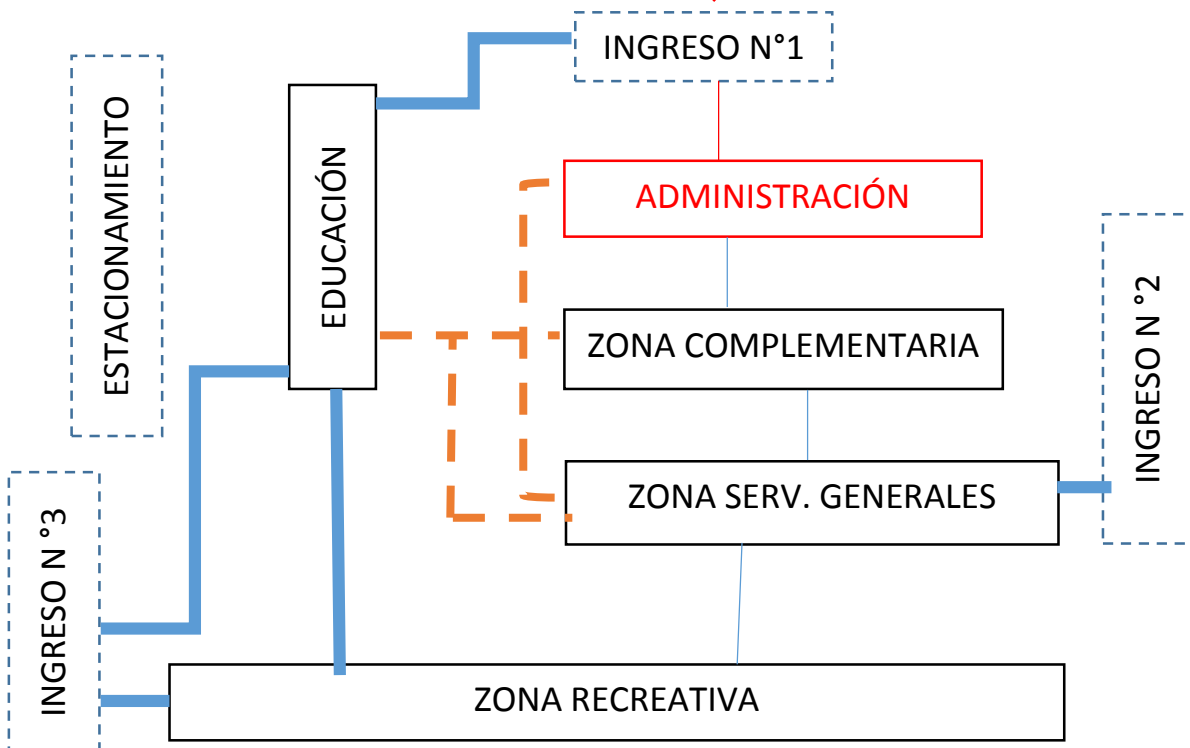 INGRESO N°1
ESTACIONAMIENTO
EDUCACIÓN
ADMINISTRACIÓN
ZONA COMPLEMENTARIA
INGRESO N °2
ZONA SERV. GENERALES
INGRESO N °3
ZONA RECREATIVA